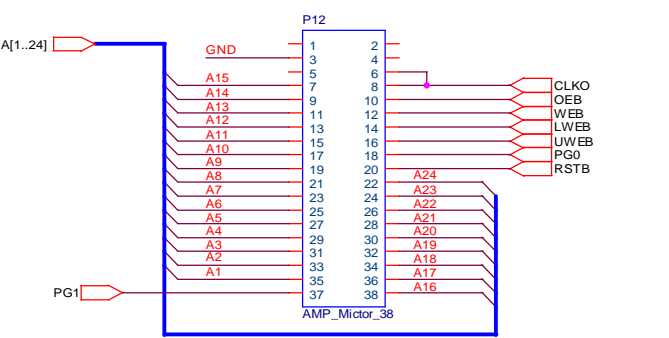 P12
A[1..24]
1 2
GND 3 4
5 6
A15 7 8 CLKO
A14 9 10 OEB
A13 11 12 WEB
A12 13 14 LWEB
A11 15 16 UWEB
A10 17 18 PG0
A9 19 20 RSTB
A8 21 22 A24
A7 23 24 A23
A6 25 26 A22
A5 27 28 A21
A4 29 30 A20
A3 31 32 A19
A2 33 34 A18
A1 35 36 A17
PG1 37 38 A16
AMP_Mictor_38